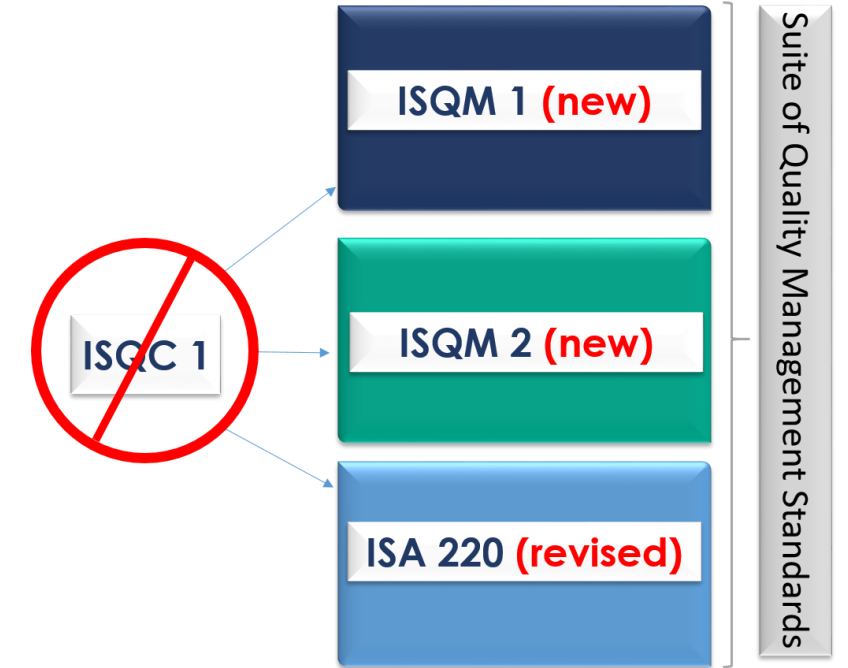 ISQC 1
ISQM 1 (new)
ISQM 2 (new)
ISA 220 (revised)
Suite of Quality Management Standards